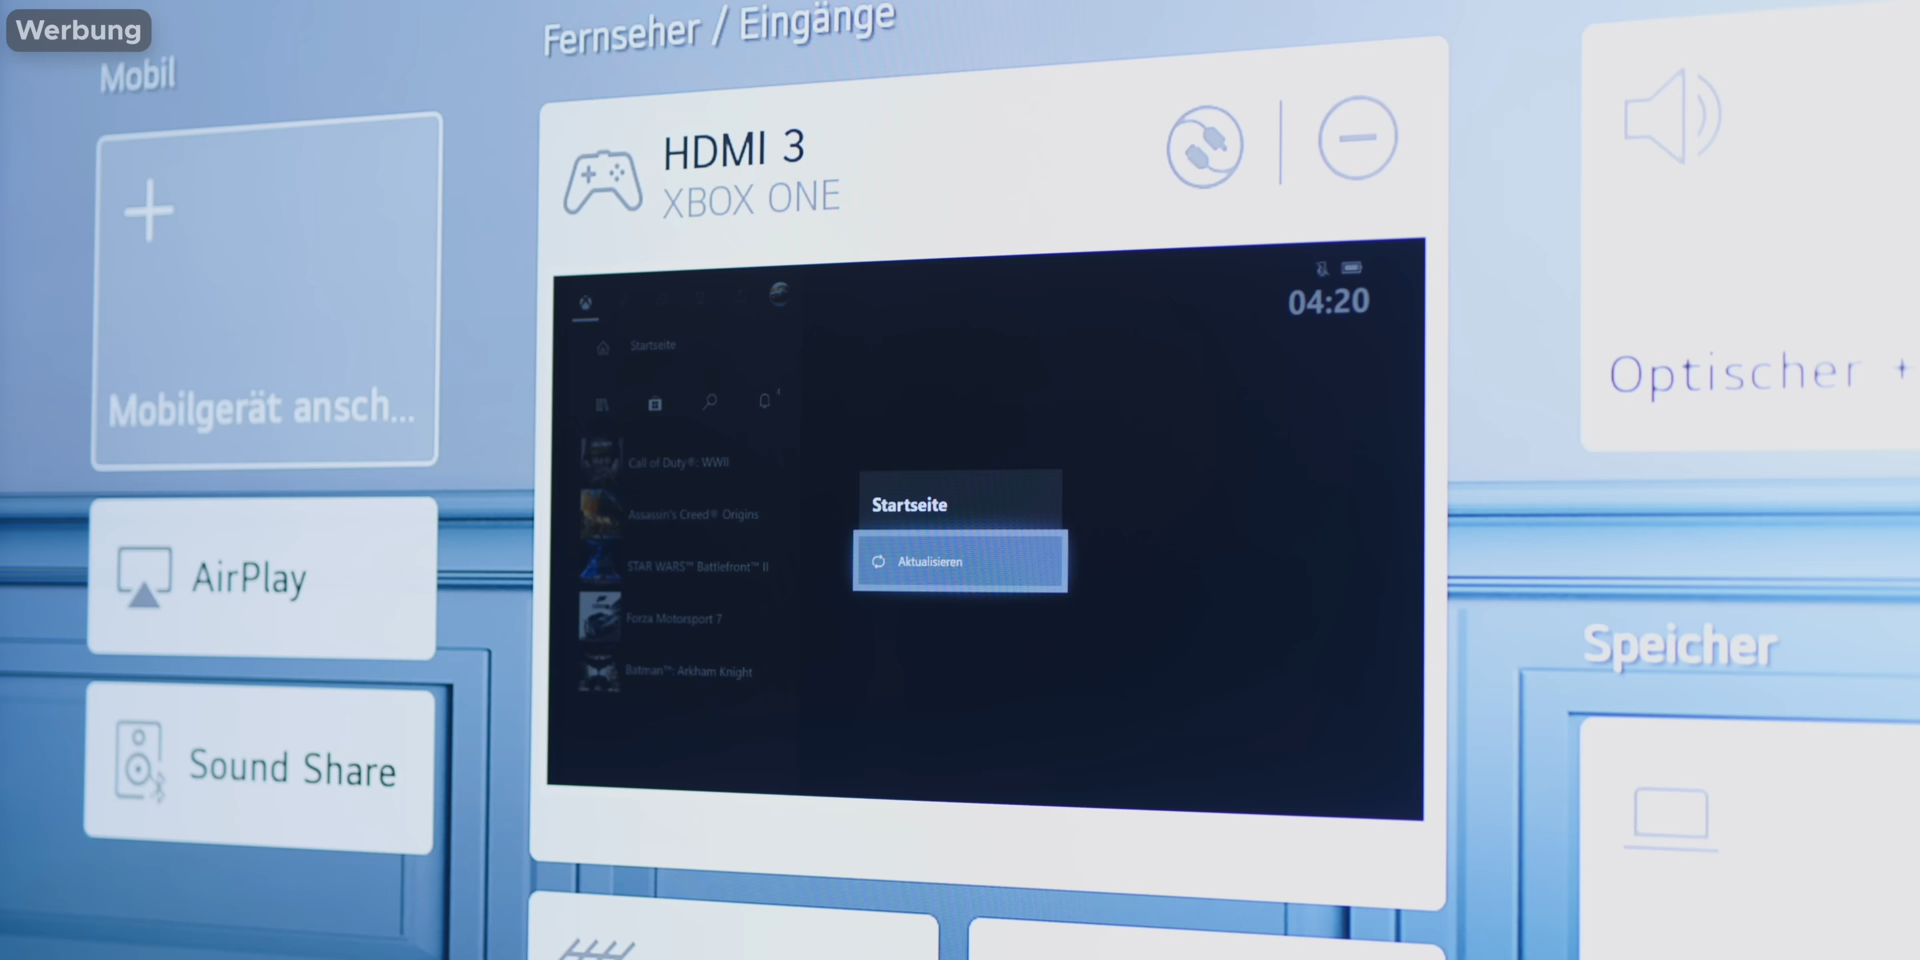 Werbung
Mobil
Mobilgerät ansch...
AirPlay
Sound Share
Fernseher / Eingänge
HDMI 3
XBOX ONE
04:20
Startseite
Call of Duty®: WWII
Assassin's Creed® Origins
STAR WARS™ Battlefront™ II
Forza Motorsport 7
Batman™: Arkham Knight
Startseite
Aktualisieren
Optischer +
Speicher